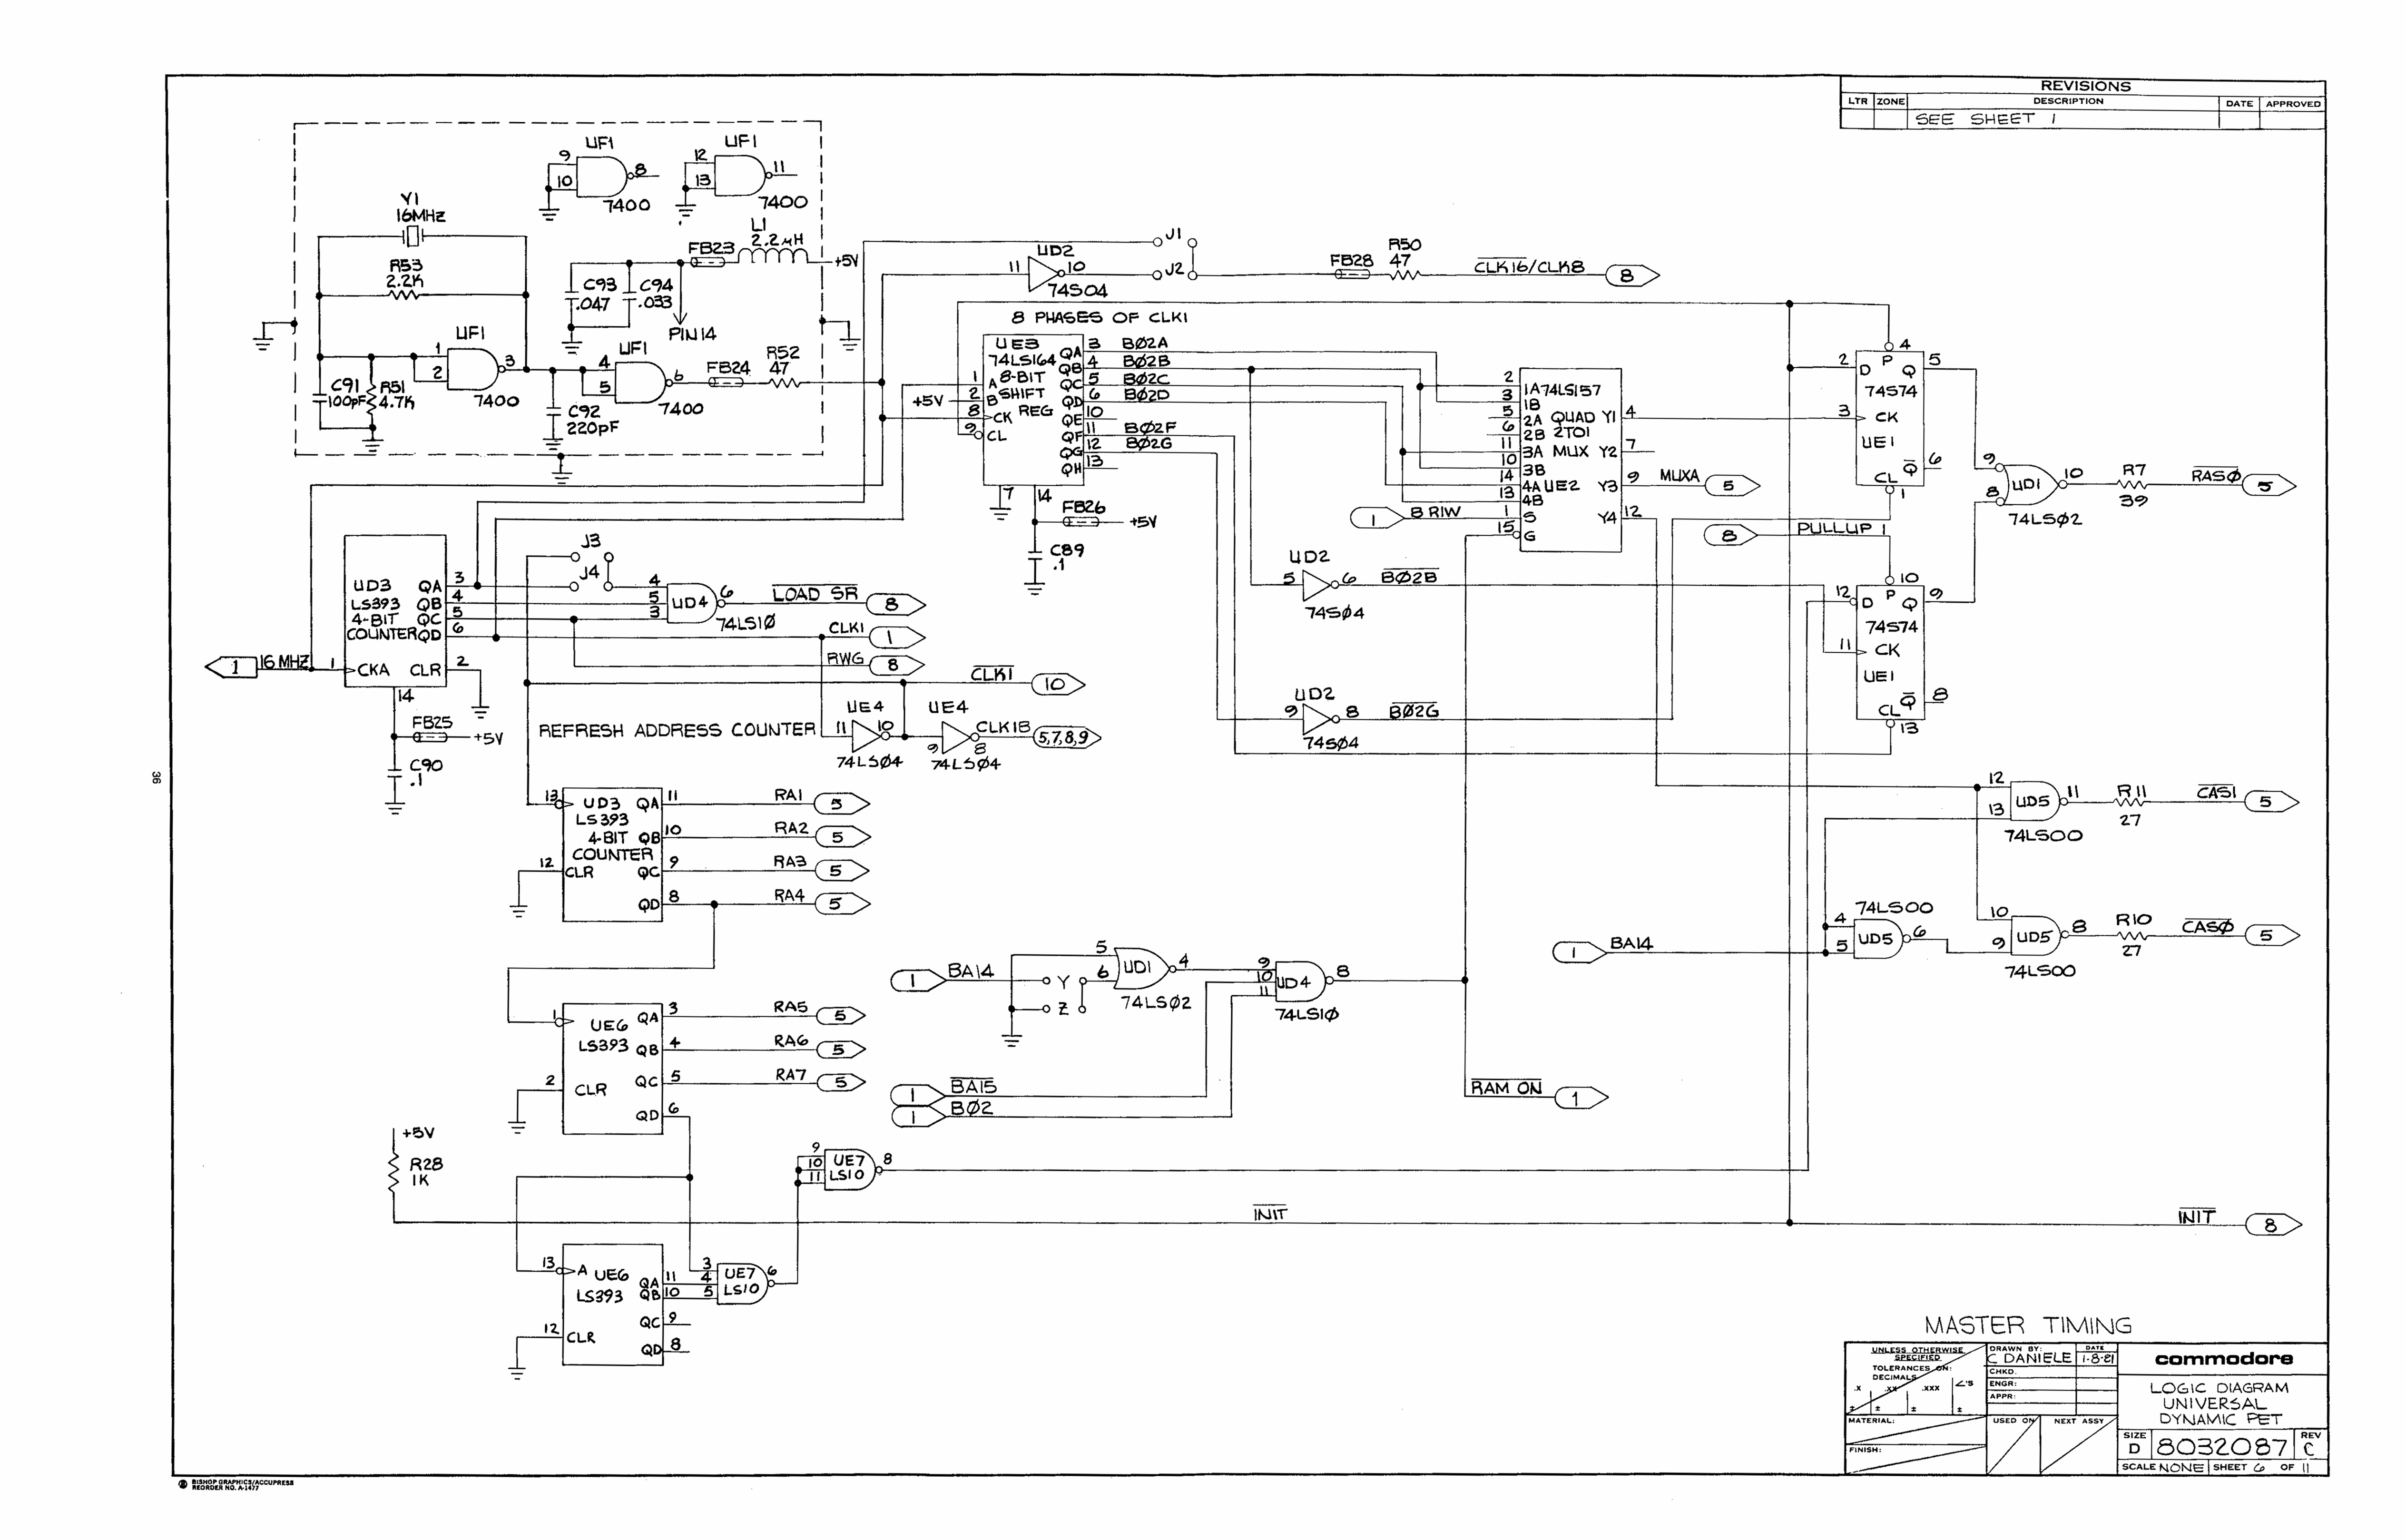 REVISIONS
LTR ZONE DESCRIPTION DATE APPROVED
SEE SHEET 1
UF1
9
10
8
7400
UF1
12
13
11
7400
Y1
16MHZ
R53
2.2K
FB23
L1
2.2µH
+5V
C93
.047
C94
.033
PIN14
UF1
1
2
3
7400
C91
100pF
R51
4.7K
UF1
4
5
6
7400
C92
220pF
FB24
R52
47
UD2
11
10
74S04
J1
J2
FB28
R50
47
CLK16/CLK8
8
8 PHASES OF CLK1
UE3
74LS164
8-BIT
SHIFT
REG
1 A
2 B
8 CK
9 CL
+5V
QA 3 BØ2A
QB 4 BØ2B
QC 5 BØ2C
QD 6 BØ2D
QE 10
QF 11 BØ2F
QG 12 BØ2G
QH 13
7
14
FB26
+5V
C89
.1
2 1A 74LS157
3 1B
5 2A QUAD Y1 4
6 2B 2TO1
11 3A MUX Y2 7
10 3B
14 4A UE2 Y3 9
13 4B
1 S Y4 12
15 G
MUXA 5
1 B R/W
2 D P 4 Q 5
74S74
3 CK
UE1
Q 6
CL
1
9
8
UD1
10
74LSØ2
R7
39
RASØ
5
8 PULLUP 1
10
12 D P Q 9
74S74
11 CK
UE1
Q 8
CL
13
UD2
5
6
BØ2B
74SØ4
UD2
9
8
BØ2G
74SØ4
J3
J4
UD3
LS393
4-BIT
COUNTER
QA 3
QB 4
QC 5
QD 6
CKA CLR 2
1 16 MHZ 1
14
FB25
+5V
C90
.1
4
5
3
UD4
6
74LS1Ø
LOAD SR
8
CLK1
1
RWG
8
CLK1
10
REFRESH ADDRESS COUNTER
UE4
11
10
74LSØ4
UE4
9
8
74LSØ4
CLK1B
5,7,8,9
13 UD3 QA 11 RA1 5
LS393
4-BIT QB 10 RA2 5
COUNTER
12 CLR QC 9 RA3 5
QD 8 RA4 5
1 UE6 QA 3 RA5 5
LS393 QB 4 RA6 5
2 CLR QC 5 RA7 5
QD 6
+5V
R28
1K
13 A UE6 QA 11
LS393 QB 10
QC 9
12 CLR
QD 8
3
4
5
UE7
LS10
6
9
10
11
UE7
LS10
8
INIT
INIT
8
1 BA14
Y
Z
5
6
UD1
4
74LSØ2
9
10
11
UD4
8
74LS1Ø
1 BA15
1 BØ2
RAM ON
1
12
13
UD5
11
74LS00
R11
27
CAS1
5
1 BA14
74LS00
4
5
UD5
6
10
9
UD5
8
74LS00
R10
27
CASØ
5
36
MASTER TIMING
UNLESS OTHERWISE
SPECIFIED
TOLERANCES ON:
DECIMALS
.X .XX .XXX ∠'S
± ± ± ±
MATERIAL:
FINISH:
DRAWN BY: DATE
C DANIELE 1-8-81
CHKD.
ENGR:
APPR:
USED ON NEXT ASSY
commodore
LOGIC DIAGRAM
UNIVERSAL
DYNAMIC PET
SIZE
D 8032087 REV C
SCALE NONE SHEET 6 OF 11
BISHOP GRAPHICS/ACCUPRESS
REORDER NO. A-1477